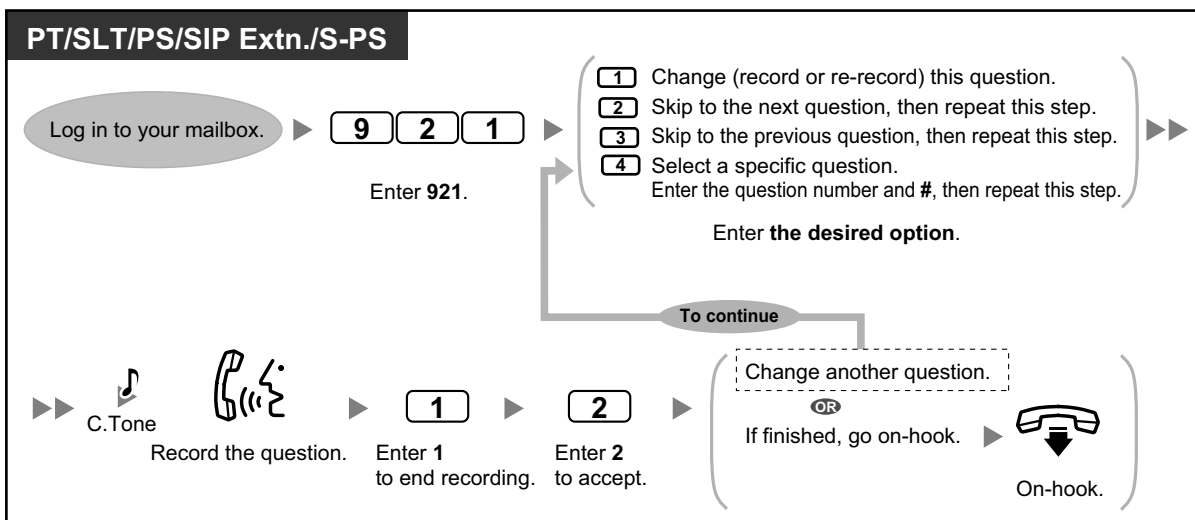 PT/SLT/PS/SIP Extn./S-PS
Log in to your mailbox.
9 2 1
Enter 921.
1 Change (record or re-record) this question.
2 Skip to the next question, then repeat this step.
3 Skip to the previous question, then repeat this step.
4 Select a specific question.
Enter the question number and #, then repeat this step.
Enter the desired option.
To continue
C.Tone
Record the question.
1
Enter 1
to end recording.
2
Enter 2
to accept.
Change another question.
OR
If finished, go on-hook.
On-hook.